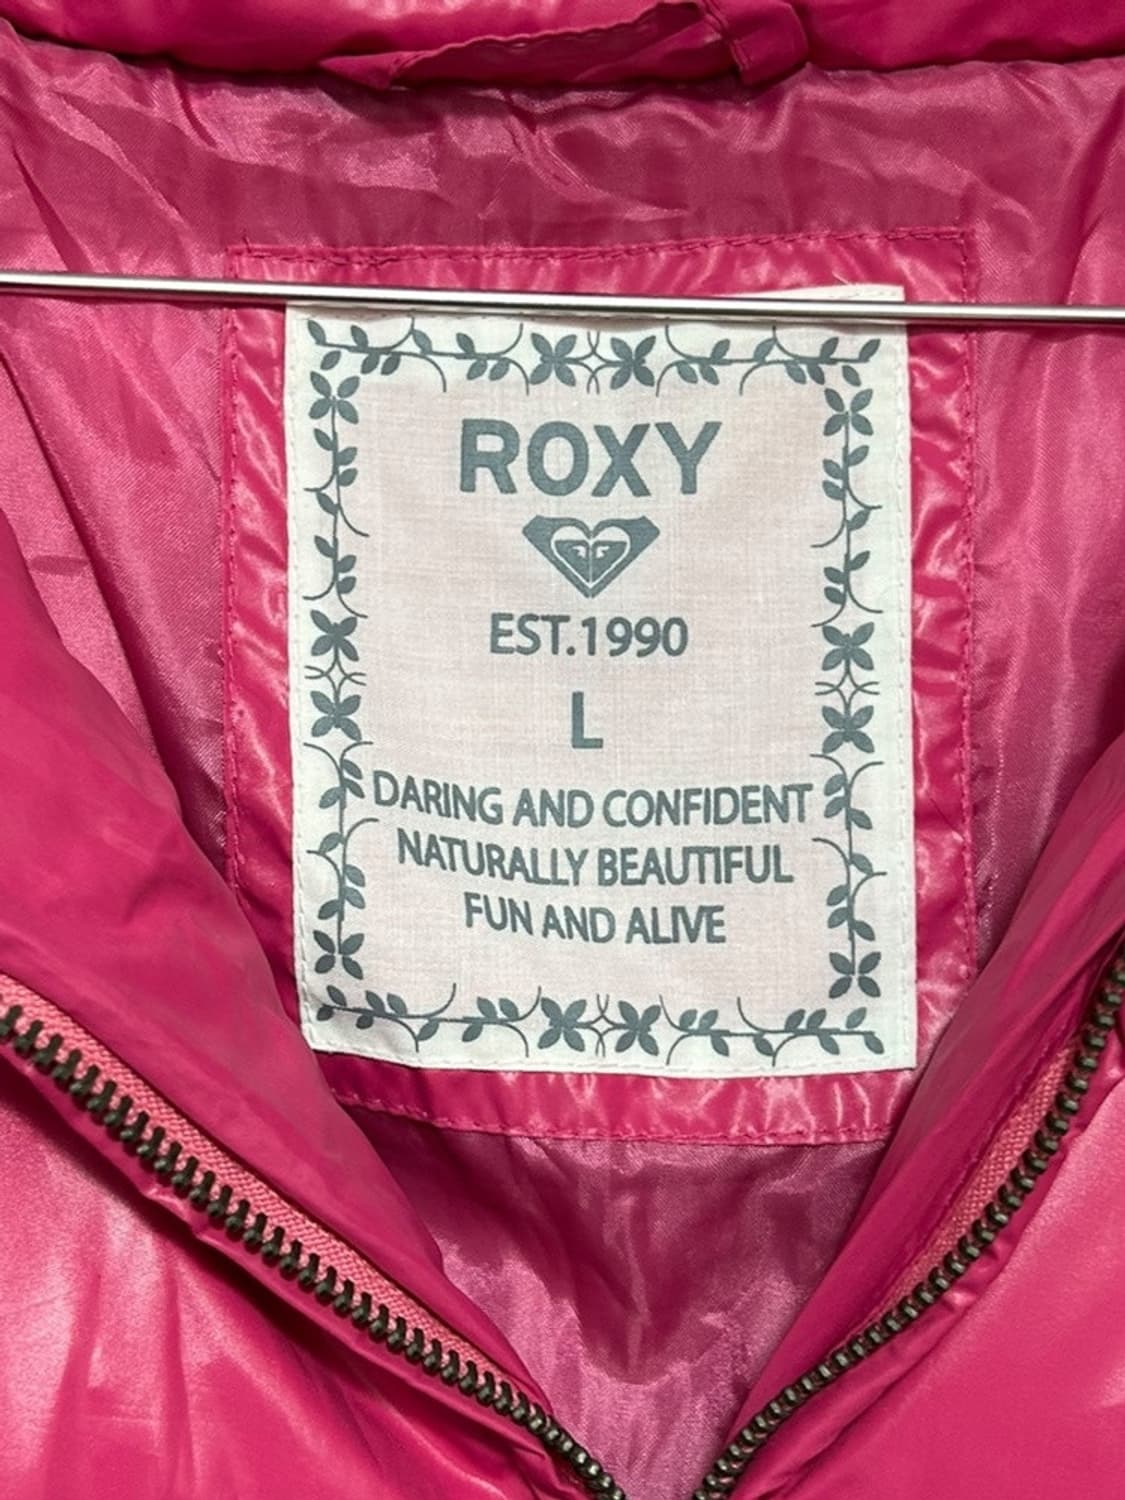 ROXY
EST.1990
L
DARING AND CONFIDENT
NATURALLY BEAUTIFUL
FUN AND ALIVE